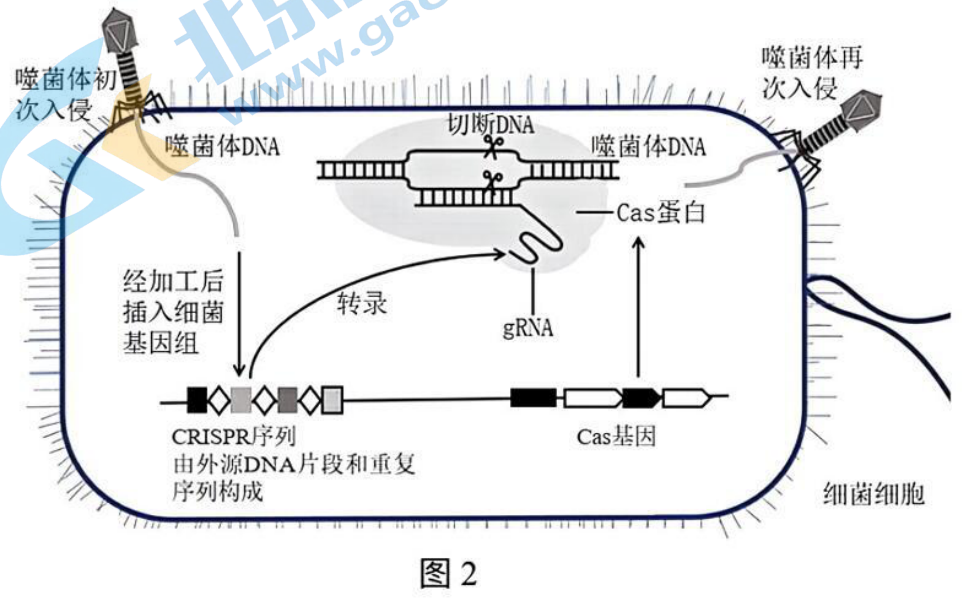 北京
www.gao
噬菌体初
次入侵
噬菌体DNA
切断DNA
噬菌体DNA
噬菌体再
次入侵
Cas蛋白
经加工后
插入细菌
基因组
转录
gRNA
CRISPR序列
由外源DNA片段和重复
序列构成
Cas基因
细菌细胞
图 2